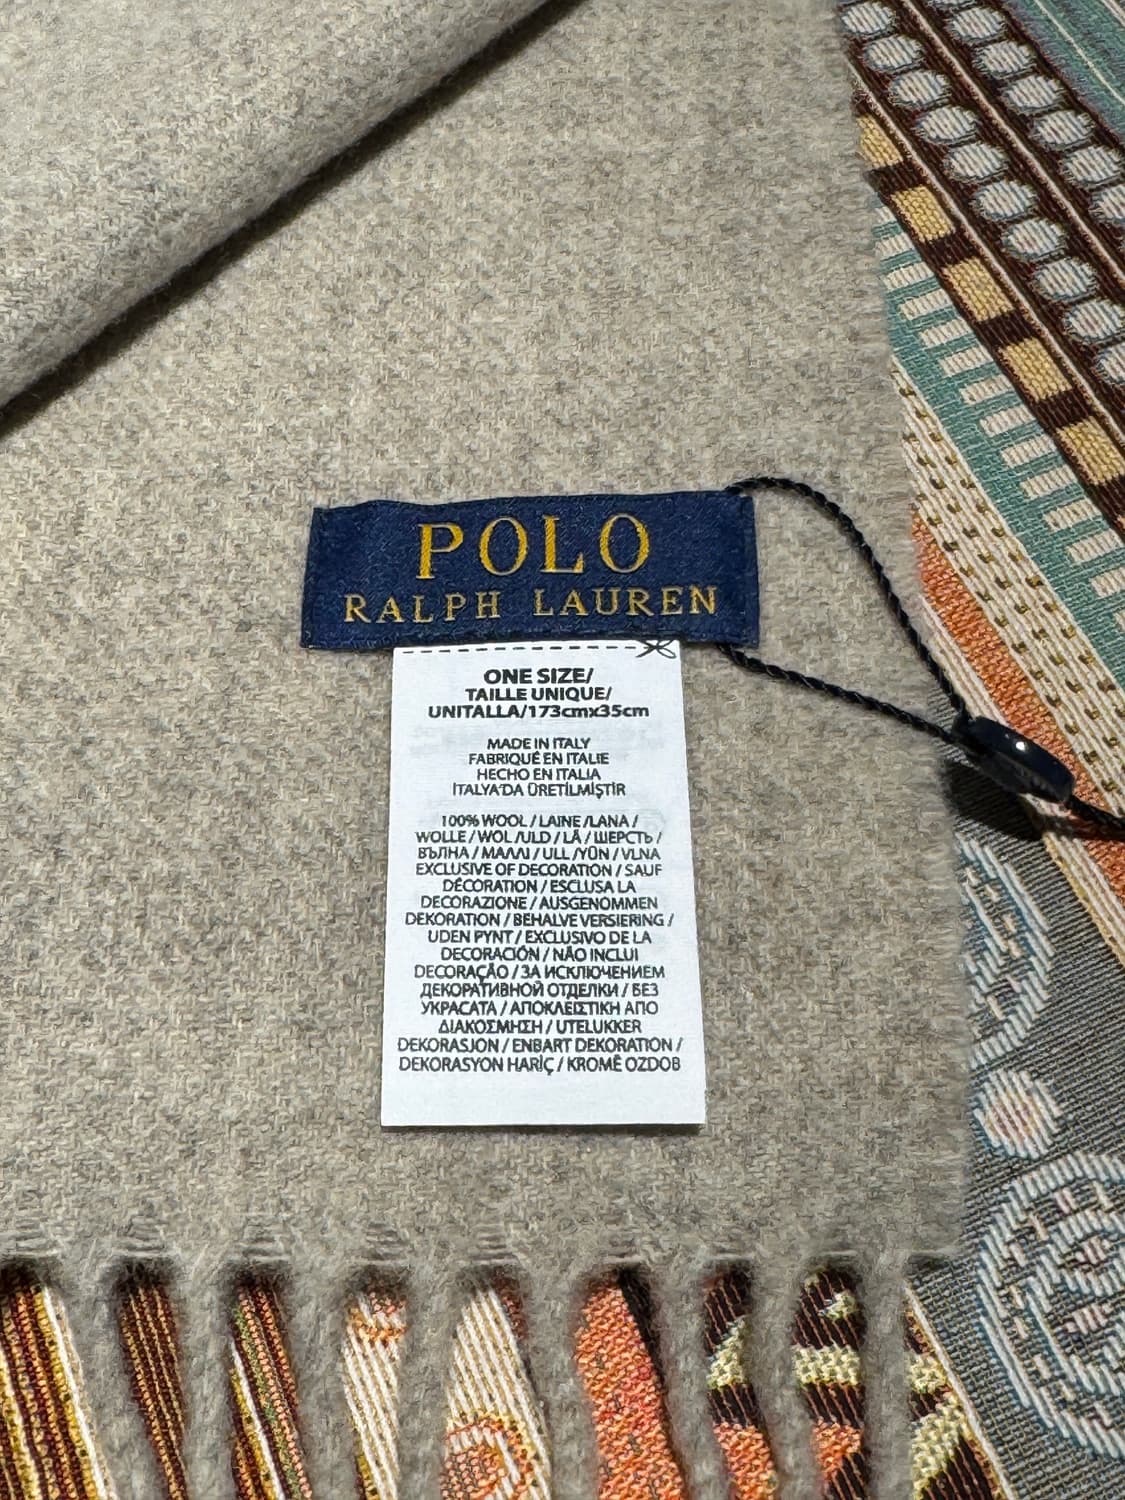 POLO
RALPH LAUREN
ONE SIZE/
TAILLE UNIQUE/
UNITALLA/173cmx35cm
MADE IN ITALY
FABRIQUÉ EN ITALIE
HECHO EN ITALIA
İTALYA'DA ÜRETİLMİŞTİR
100% WOOL / LAINE /LANA /
WOLLE / WOL /ULD / LÃ / ШЕРСТЬ /
ВЪЛНА / ΜΑΛΛΙ / ULL /YÜN / VLNA
EXCLUSIVE OF DECORATION / SAUF
DÉCORATION / ESCLUSA LA
DECORAZIONE / AUSGENOMMEN
DEKORATION / BEHALVE VERSIERING /
UDEN PYNT / EXCLUSIVO DE LA
DECORACIÓN / NÃO INCLUI
DECORAÇÃO / ЗА ИСКЛЮЧЕНИЕМ
ДЕКОРАТИВНОЙ ОТДЕЛКИ / БЕЗ
УКРАСАТА / ΑΠΟΚΛΕΙΣΤΙΚΗ ΑΠΟ
ΔΙΑΚΟΣΜΗΣΗ / UTELUKKER
DEKORASJON / ENBART DEKORATION /
DEKORASYON HARİÇ / KROMĚ OZDOB